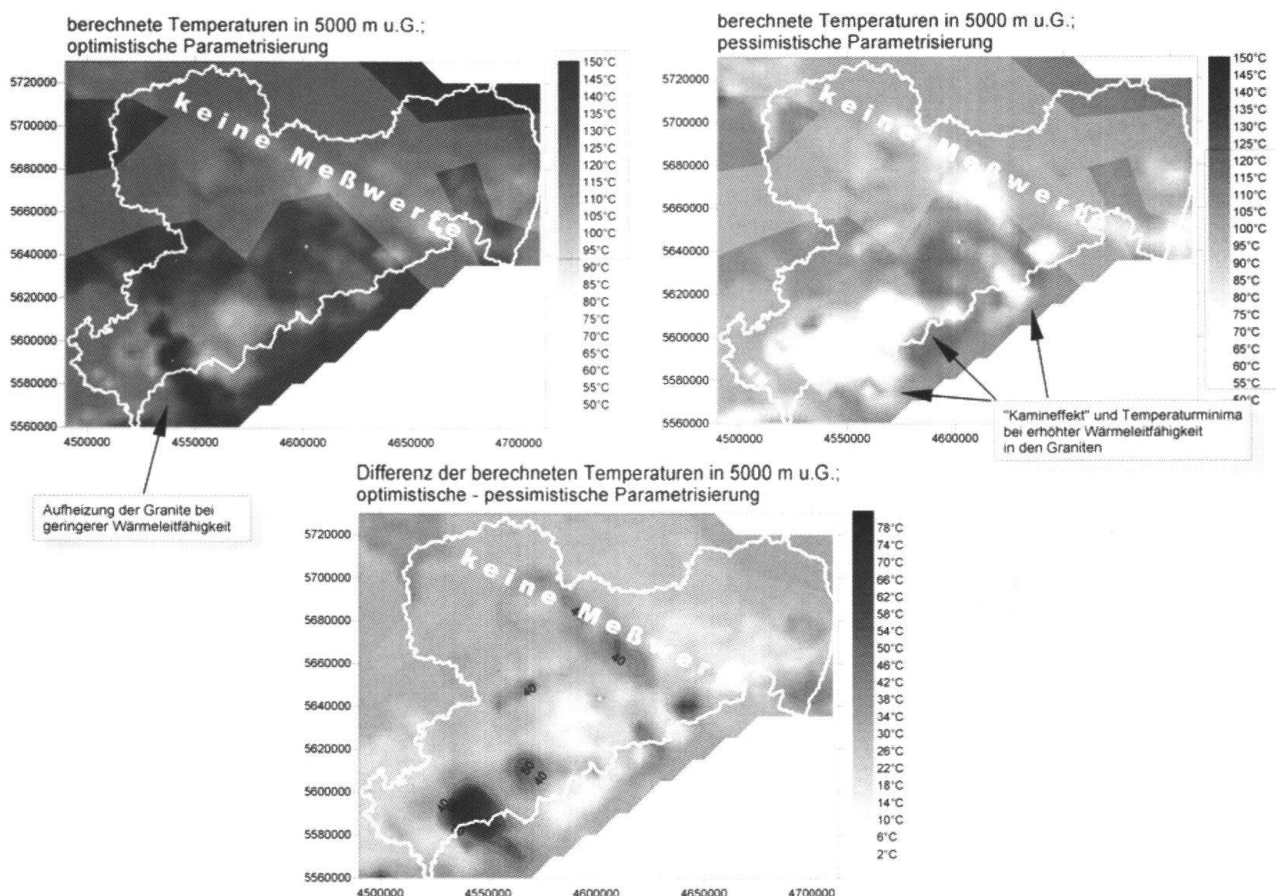 berechnete Temperaturen in 5000 m u.G.;
optimistische Parametrisierung
5720000
5700000
5680000
5660000
5640000
5620000
5600000
5580000
5560000
4500000
4550000
4600000
4650000
4700000
keine Meßwerte
150°C
145°C
140°C
135°C
130°C
125°C
120°C
115°C
110°C
105°C
100°C
95°C
90°C
85°C
80°C
75°C
70°C
65°C
60°C
55°C
50°C
Aufheizung der Granite bei
geringerer Wärmeleitfähigkeit
berechnete Temperaturen in 5000 m u.G.;
pessimistische Parametrisierung
5720000
5700000
5680000
5660000
5640000
5620000
5600000
5580000
5560000
4500000
4550000
4600000
keine Meßwerte
150°C
145°C
140°C
135°C
130°C
125°C
120°C
115°C
110°C
105°C
100°C
95°C
90°C
85°C
80°C
75°C
70°C
65°C
60°C
55°C
50°C
"Kamineffekt" und Temperaturminima
bei erhöhter Wärmeleitfähigkeit
in den Graniten
Differenz der berechneten Temperaturen in 5000 m u.G.;
optimistische - pessimistische Parametrisierung
5720000
5700000
5680000
5660000
5640000
5620000
5600000
5580000
5560000
4500000
4550000
4600000
4650000
4700000
keine Meßwer
40
40
50
40
40
78°C
74°C
70°C
66°C
62°C
58°C
54°C
50°C
46°C
42°C
38°C
34°C
30°C
26°C
22°C
18°C
14°C
10°C
6°C
2°C